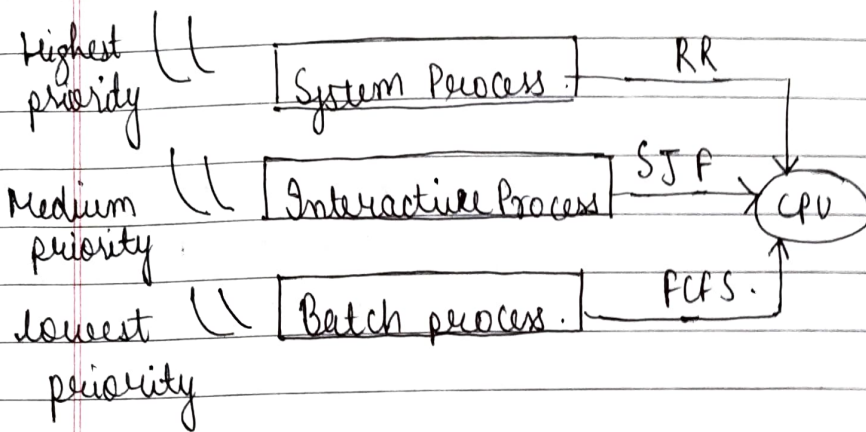 Highest
priority
System Process.
RR
Medium
priority
Interactive Process
SJF
CPU
lowest
priority
Batch process.
FCFS.